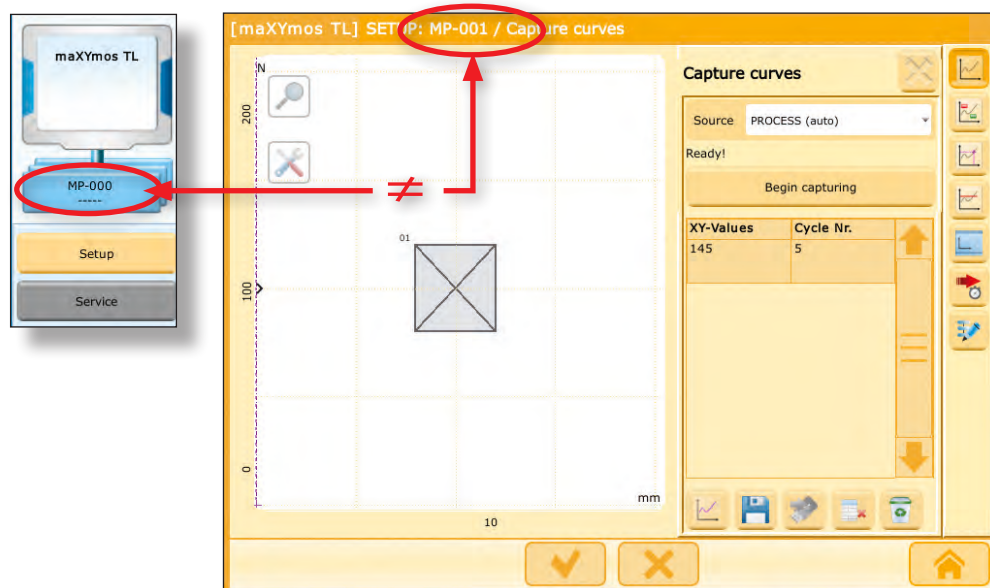 maXYmos TL
MP-000
-----
Setup
Service
[maXYmos TL] SETUP: MP-001 / Capture curves
N
200
100
0
01
≠
mm
10
Capture curves
Source PROCESS (auto)
Ready!
Begin capturing
XY-Values Cycle Nr.
145 5